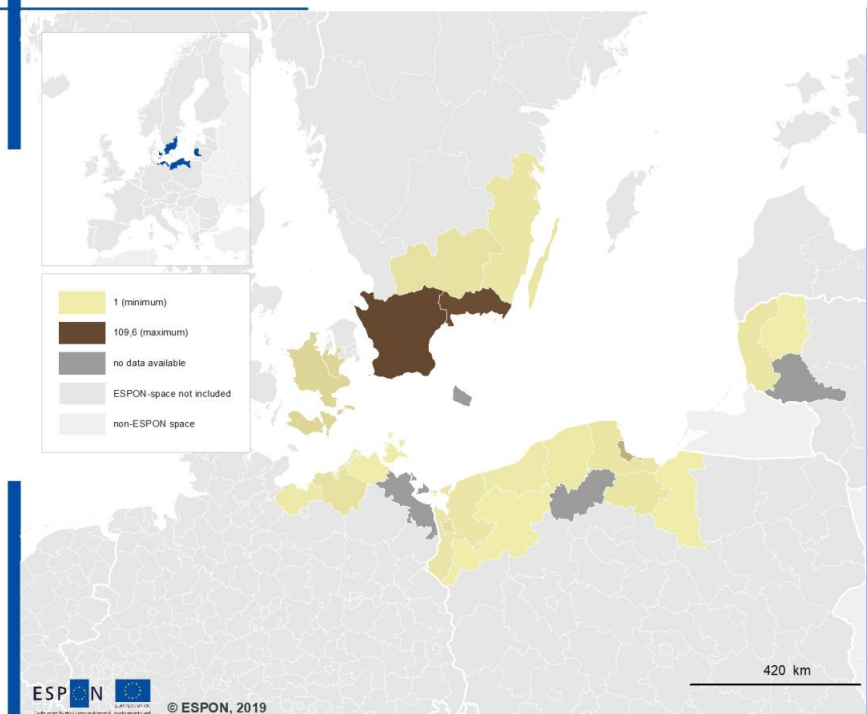 1 (minimum)
109,6 (maximum)
no data available
ESPON-space not included
non-ESPON space
420 km
ESPON
© ESPON, 2019